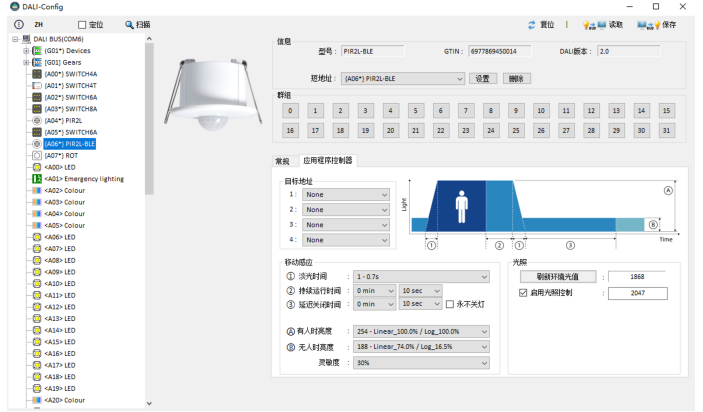 DALI-Config
ZH 定位 扫描 复位 读取 保存
DALI BUS(COM6)
(G01*) Devices
[G01] Gears
(A00*) SWITCH4A
(A01*) SWITCH4T
(A02*) SWITCH6A
(A03*) SWITCH8A
(A04*) PIR2L
(A05*) SWITCH6A
(A06*) PIR2L-BLE
(A07*) ROT
<A00> LED
<A01> Emergency lighting
<A02> Colour
<A03> Colour
<A04> Colour
<A05> Colour
<A06> LED
<A07> LED
<A08> LED
<A09> LED
<A10> LED
<A11> LED
<A12> LED
<A13> LED
<A14> LED
<A15> LED
<A16> LED
<A17> LED
<A18> LED
<A19> LED
<A20> Colour
信息
型号: PIR2L-BLE GTIN: 6977869450014 DALI版本: 2.0
短地址: (A06*) PIR2L-BLE 设置 删除
群组
0 1 2 3 4 5 6 7 8 9 10 11 12 13 14 15
16 17 18 19 20 21 22 23 24 25 26 27 28 29 30 31
常规 应用程序控制器
目标地址
1: None
2: None
3: None
4: None
Light
A
B
1 2 1 3
Time
移动感应
① 淡光时间 : 1 - 0.7s
② 持续运行时间 : 0 min 10 sec
③ 延迟关闭时间 : 0 min 10 sec 永不关灯
Ⓐ 有人时亮度 : 254 - Linear_100.0% / Log_100.0%
Ⓑ 无人时亮度 : 188 - Linear_74.0% / Log_16.5%
灵敏度 : 30%
光照
刷新环境光值 : 1868
启用光照控制 : 2047